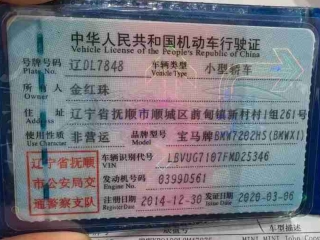 中华人民共和国机动车行驶证
Vehicle License of the People's Republic of China
号牌号码 辽DL7848 车辆类型 小型轿车
Plate No. Vehicle Type
所有人 金红珠
Owner
住址 辽宁省抚顺市顺城区前甸镇新村村1组261号
Address
使用性质 非营运 品牌型号 宝马牌BMW7202HS(BMWX1)
Use Character Model
辽宁省抚顺 车辆识别代号 LBVUG7107FMD25346
VIN
市公安局交 发动机号码 0399D561
Engine No.
通警察支队 注册日期 2014-12-30 发证日期 2020-03-06
Register Date Issue Date